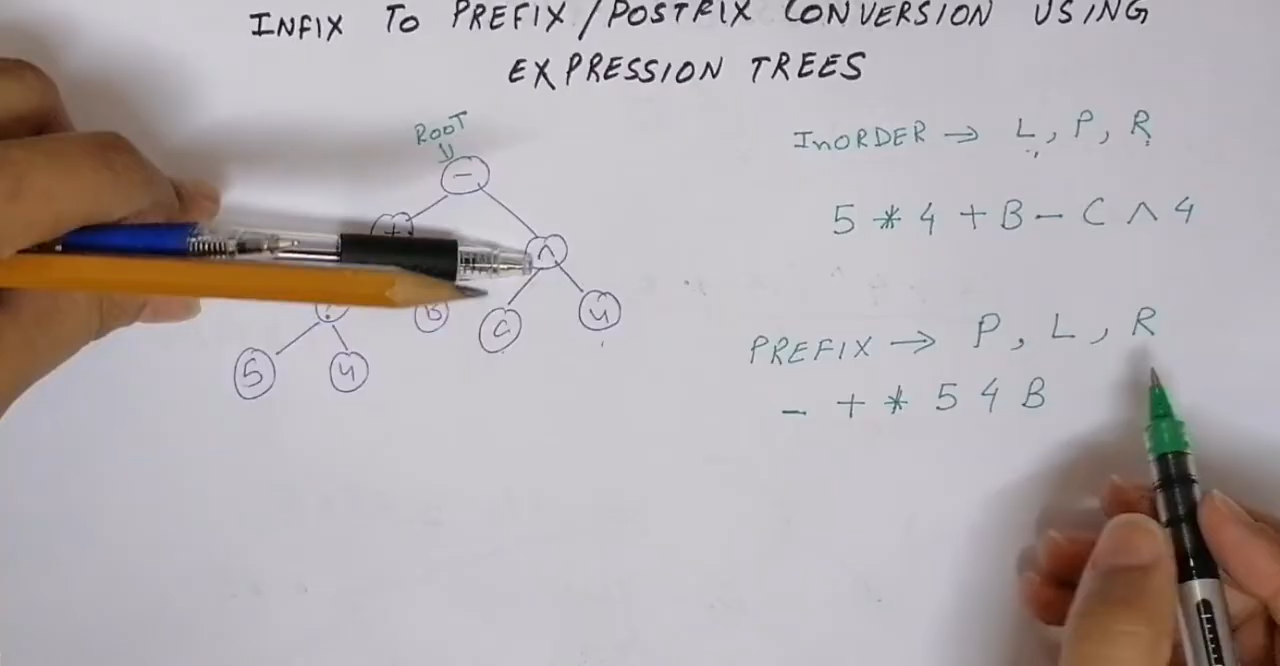 INFIX TO PREFIX/POSTFIX CONVERSION USING
EXPRESSION TREES
ROOT
-
+
^
B
C
4
5
4
INORDER → L, P, R
5 * 4 + B - C ^ 4
PREFIX → P, L, R
- + * 5 4 B